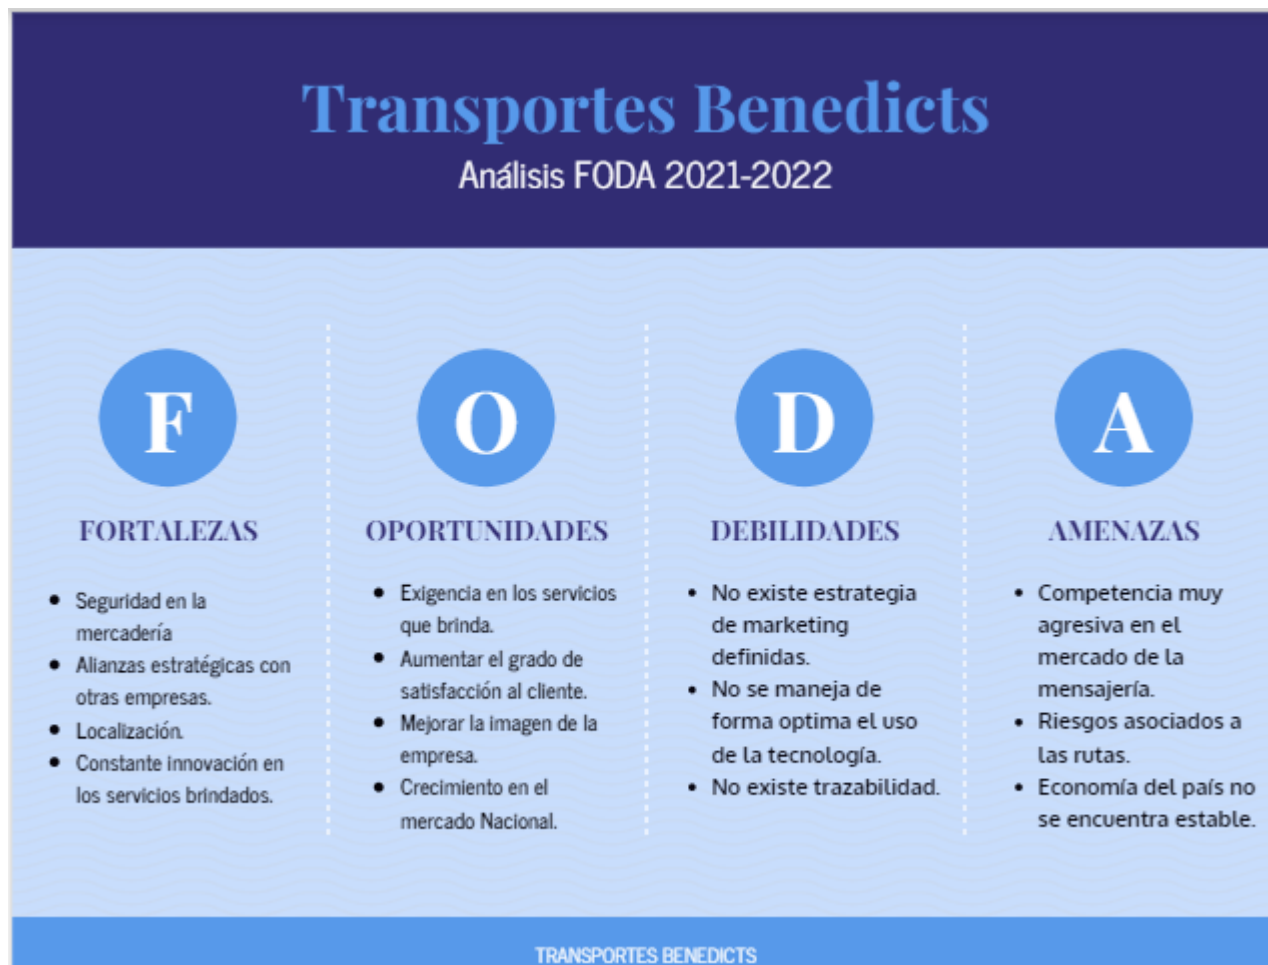 Transportes Benedicts
Análisis FODA 2021-2022
F
FORTALEZAS
• Seguridad en la
mercadería
• Alianzas estratégicas con
otras empresas.
• Localización.
• Constante innovación en
los servicios brindados.
O
OPORTUNIDADES
• Exigencia en los servicios
que brinda.
• Aumentar el grado de
satisfacción al cliente.
• Mejorar la imagen de la
empresa.
• Crecimiento en el
mercado Nacional.
D
DEBILIDADES
• No existe estrategia
de marketing
definidas.
• No se maneja de
forma optima el uso
de la tecnología.
• No existe trazabilidad.
A
AMENAZAS
• Competencia muy
agresiva en el
mercado de la
mensajería.
• Riesgos asociados a
las rutas.
• Economía del país no
se encuentra estable.
TRANSPORTES BENEDICTS